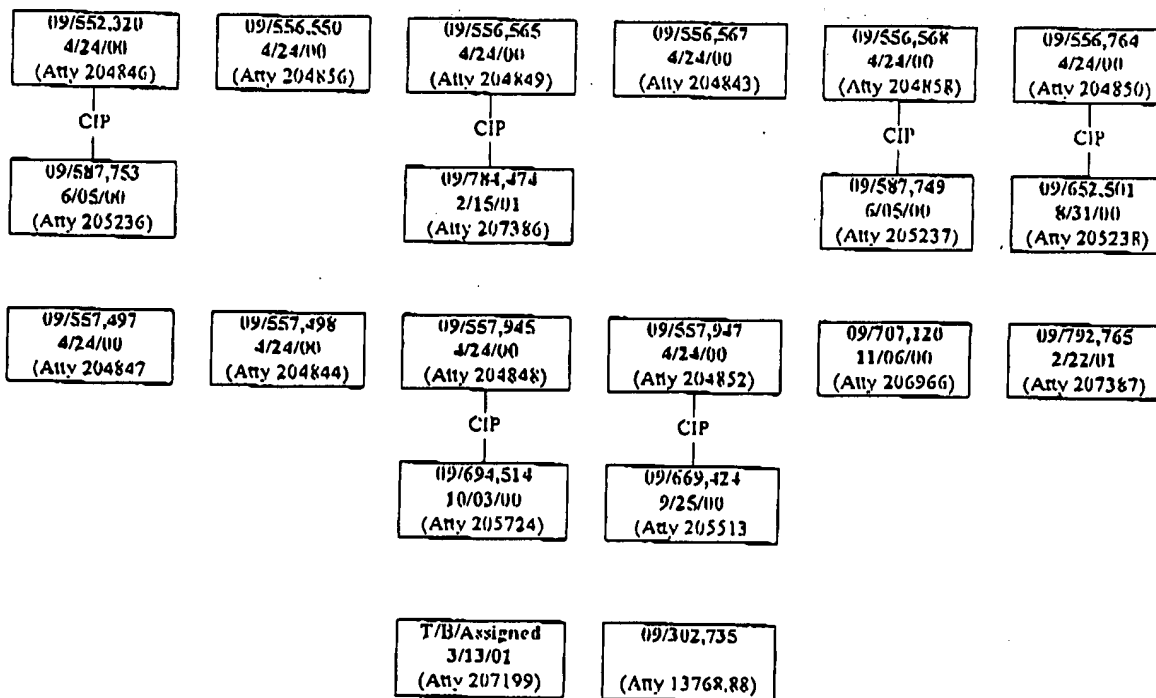 09/552,320
4/24/00
(Atty 204846)
09/556,550
4/24/00
(Atty 204856)
09/556,565
4/24/00
(Atty 204849)
09/556,567
4/24/00
(Atty 204843)
09/556,568
4/24/00
(Atty 204858)
09/556,764
4/24/00
(Atty 204850)
CIP
CIP
CIP
CIP
09/587,753
6/05/00
(Atty 205236)
09/784,474
2/15/01
(Atty 207386)
09/587,749
6/05/00
(Atty 205237)
09/652,501
8/31/00
(Atty 205238)
09/557,497
4/24/00
(Atty 204847
09/557,498
4/24/00
(Atty 204844)
09/557,945
4/24/00
(Atty 204848)
09/557,947
4/24/00
(Atty 204852)
09/707,120
11/06/00
(Atty 206966)
09/792,765
2/22/01
(Atty 207387)
CIP
CIP
09/694,514
10/03/00
(Atty 205724)
09/669,424
9/25/00
(Atty 205513
T/B/Assigned
3/13/01
(Atty 207199)
09/302,735
(Atty 13768.88)